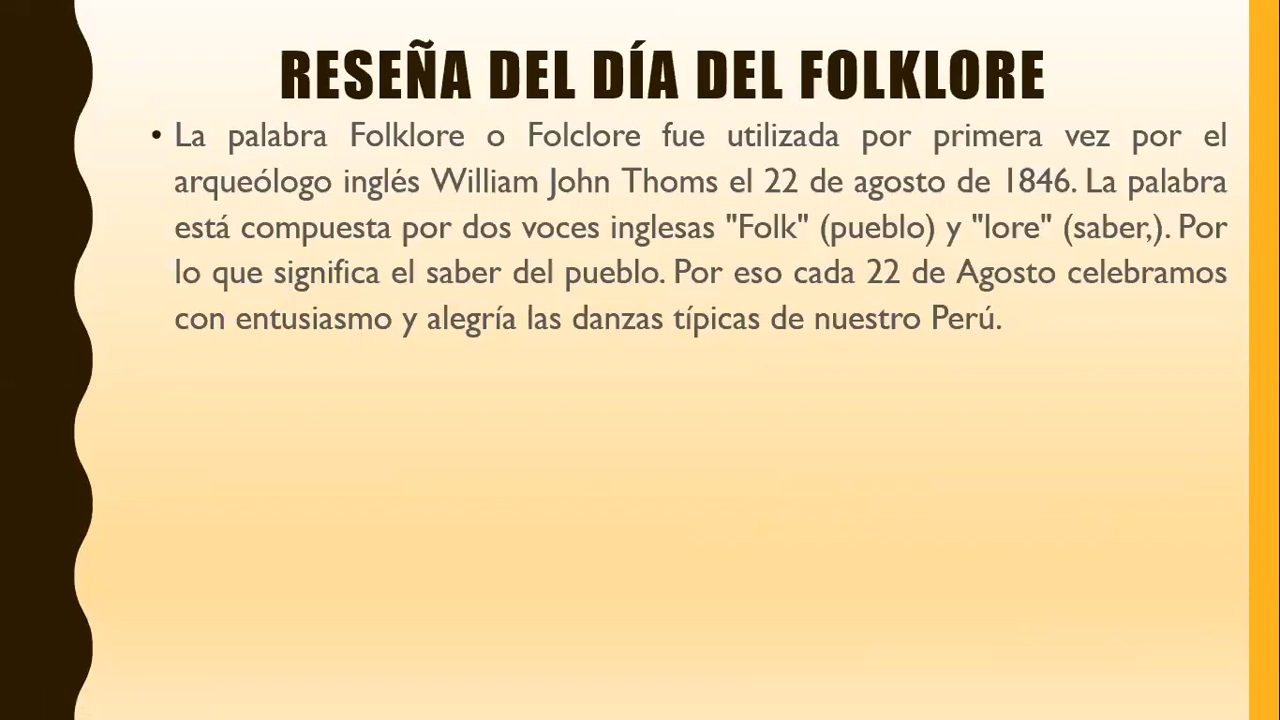 RESEÑA DEL DÍA DEL FOLKLORE
• La palabra Folklore o Folclore fue utilizada por primera vez por el
arqueólogo inglés William John Thoms el 22 de agosto de 1846. La palabra
está compuesta por dos voces inglesas "Folk" (pueblo) y "lore" (saber,). Por
lo que significa el saber del pueblo. Por eso cada 22 de Agosto celebramos
con entusiasmo y alegría las danzas típicas de nuestro Perú.